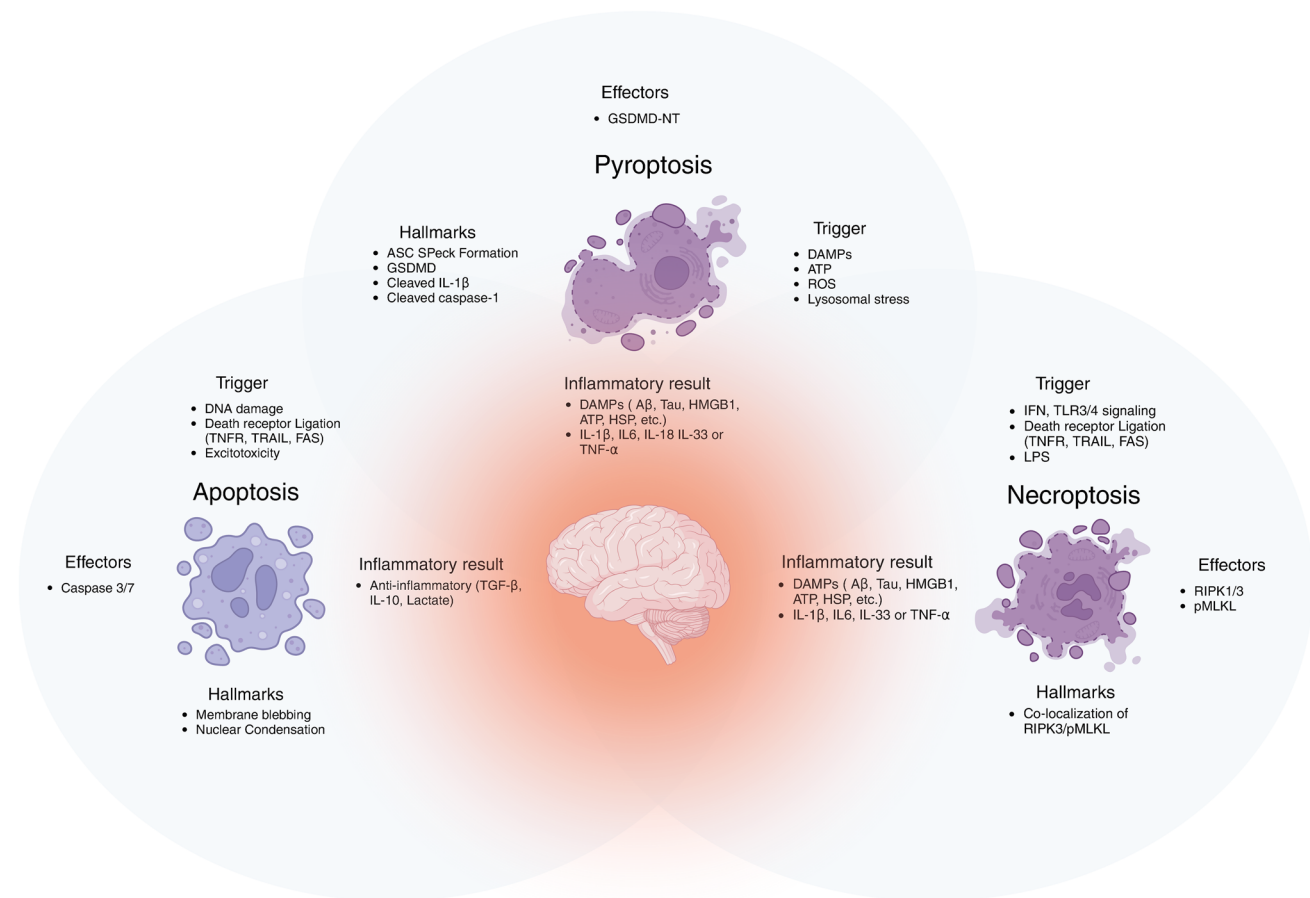 Effectors
• GSDMD-NT
Pyroptosis
Hallmarks
• ASC SPeck Formation
• GSDMD
• Cleaved IL-1β
• Cleaved caspase-1
Trigger
• DAMPs
• ATP
• ROS
• Lysosomal stress
Inflammatory result
• DAMPs ( Aβ, Tau, HMGB1,
ATP, HSP, etc.)
• IL-1β, IL6, IL-18 IL-33 or
TNF-α
Trigger
• DNA damage
• Death receptor Ligation
(TNFR, TRAIL, FAS)
• Excitotoxicity
Apoptosis
Effectors
• Caspase 3/7
Inflammatory result
• Anti-inflammatory (TGF-β,
IL-10, Lactate)
Hallmarks
• Membrane blebbing
• Nuclear Condensation
Trigger
• IFN, TLR3/4 signaling
• Death receptor Ligation
(TNFR, TRAIL, FAS)
• LPS
Necroptosis
Inflammatory result
• DAMPs ( Aβ, Tau, HMGB1,
ATP, HSP, etc.)
• IL-1β, IL6, IL-33 or TNF-α
Effectors
• RIPK1/3
• pMLKL
Hallmarks
• Co-localization of
RIPK3/pMLKL